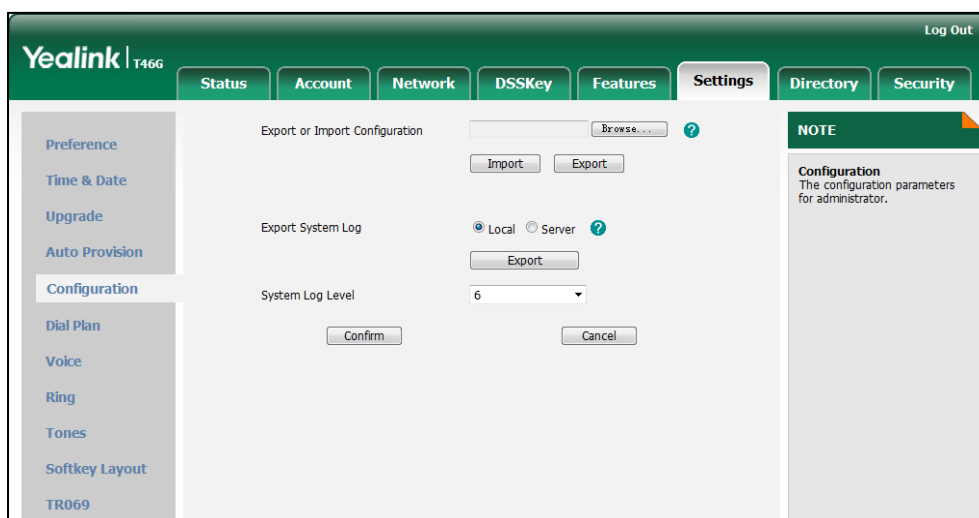 Log Out
Yealink T46G
Status Account Network DSSKey Features Settings Directory Security
Preference
Time & Date
Upgrade
Auto Provision
Configuration
Dial Plan
Voice
Ring
Tones
Softkey Layout
TR069
Export or Import Configuration Browse... ?
Import Export
Export System Log Local Server ?
Export
System Log Level 6
Confirm Cancel
NOTE
Configuration
The configuration parameters
for administrator.